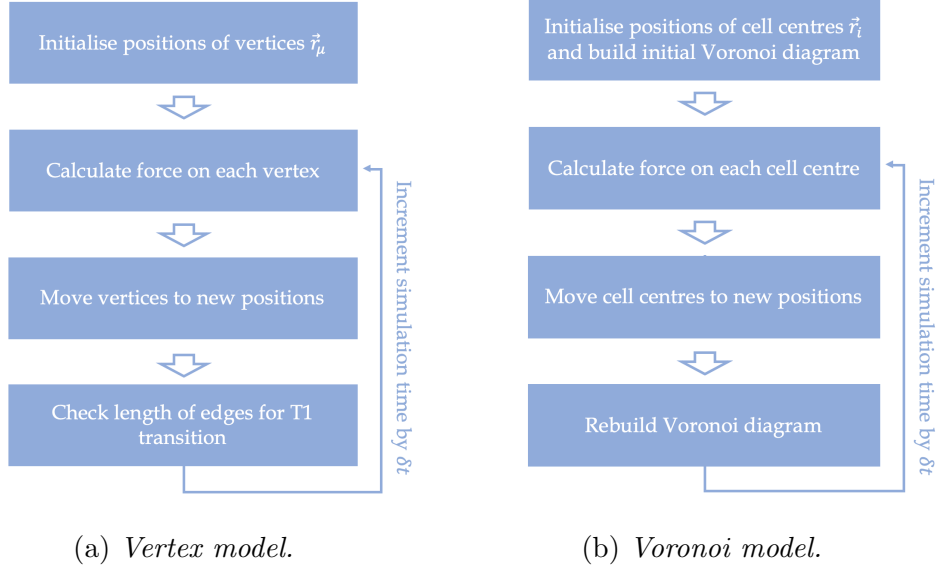 Initialise positions of vertices $\vec{r}_\mu$
Calculate force on each vertex
Move vertices to new positions
Check length of edges for T1
transition
Increment simulation time by δt
(a) Vertex model.
Initialise positions of cell centres $\vec{r}_i$
and build initial Voronoi diagram
Calculate force on each cell centre
Move cell centres to new positions
Rebuild Voronoi diagram
Increment simulation time by δt
(b) Voronoi model.